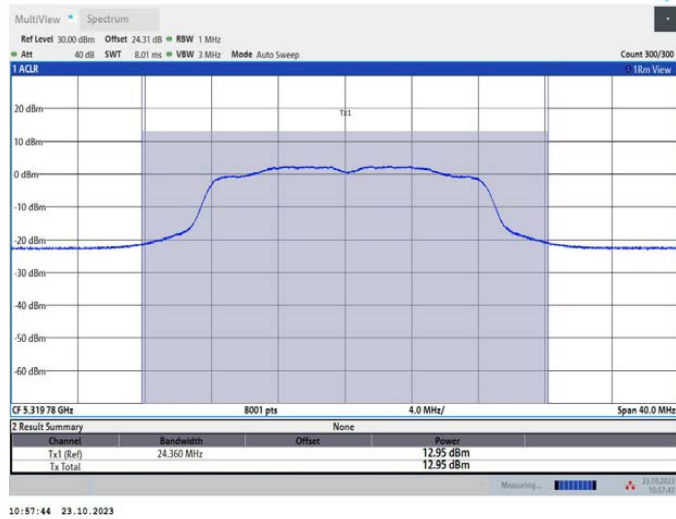 MultiView Spectrum
Ref Level 30.00 dBm Offset 24.31 dB RBW 1 MHz
Att 40 dB SWT 8.01 ms VBW 3 MHz Mode Auto Sweep Count 300/300
1 ACLR 1Rm View
Tx1
20 dBm
10 dBm
0 dBm
-10 dBm
-20 dBm
-30 dBm
-40 dBm
-50 dBm
-60 dBm
CF 5.319 78 GHz 8001 pts 4.0 MHz/ Span 40.0 MHz
2 Result Summary None
Channel Bandwidth Offset Power
Tx1 (Ref) 24.360 MHz 12.95 dBm
Tx Total 12.95 dBm
Measuring... 23.10.2023
10:57:43
10:57:44 23.10.2023